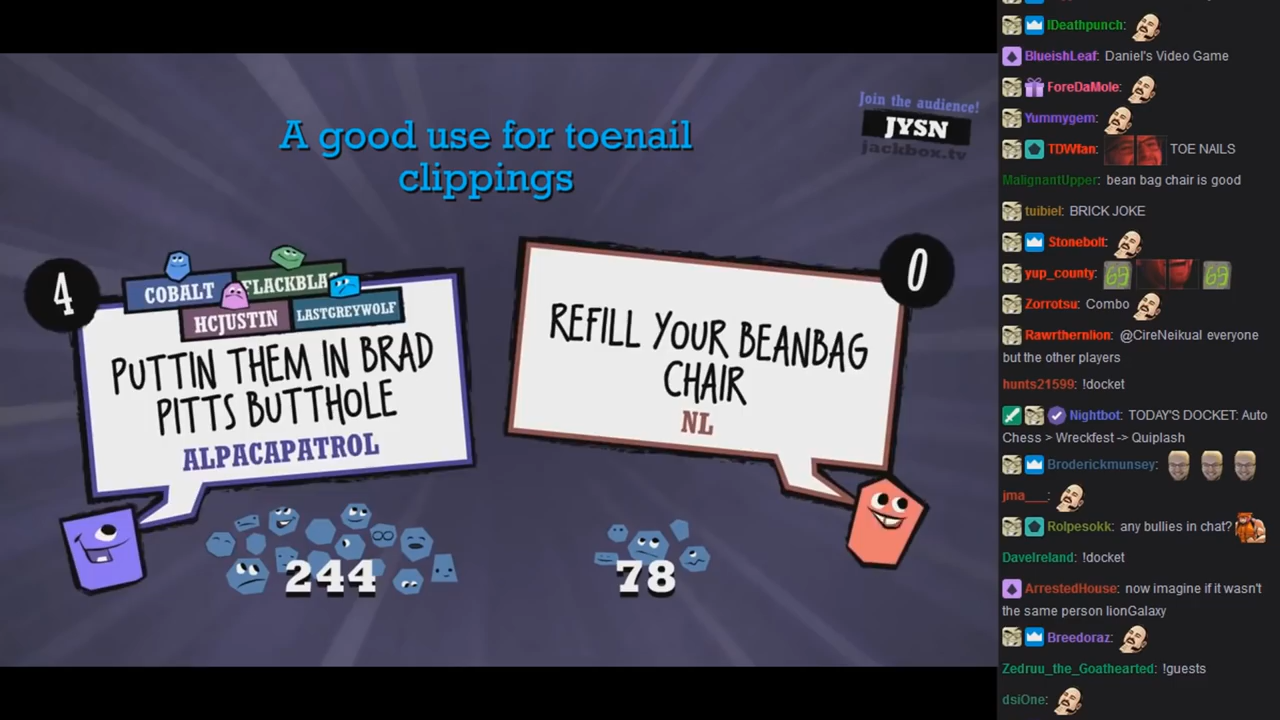 A good use for toenail
clippings
Join the audience!
JYSN
jackbox.tv
4
COBALT
HCJUSTIN
LASTGREYWOLF
PUTTIN THEM IN BRAD
PITTS BUTTHOLE
ALPACAPATROL
244
0
REFILL YOUR BEANBAG
CHAIR
NL
78
IDeathpunch:
BlueishLeaf: Daniel's Video Game
ForeDaMole:
Yummygem:
TDWfan: TOE NAILS
MalignantUpper: bean bag chair is good
tuibiel: BRICK JOKE
Stonebolt:
yup_county: 69 69
Zorrotsu: Combo
Rawrthernlion: @CireNeikual everyone
but the other players
hunts21599: !docket
Nightbot: TODAY'S DOCKET: Auto
Chess > Wreckfest -> Quiplash
Broderickmunsey:
jma___:
Rolpesokk: any bullies in chat?
DaveIreland: !docket
ArrestedHouse: now imagine if it wasn't
the same person lionGalaxy
Breedoraz:
Zedruu_the_Goathearted: !guests
dsiOne: